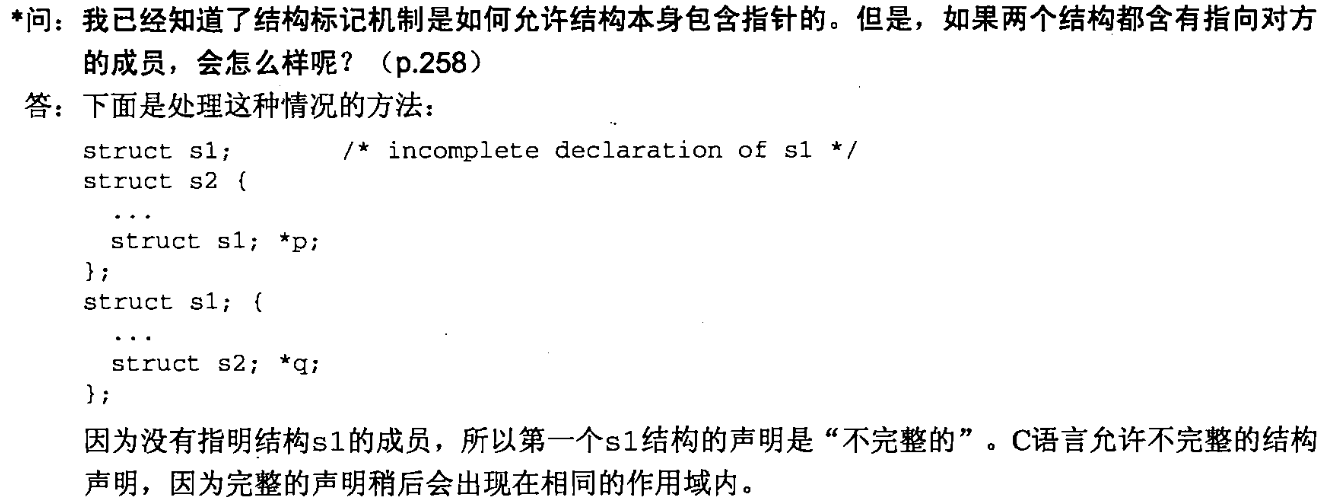 *问：我已经知道了结构标记机制是如何允许结构本身包含指针的。但是，如果两个结构都含有指向对方
的成员，会怎么样呢？（p.258）
答：下面是处理这种情况的方法：
struct s1;       /* incomplete declaration of s1 */
struct s2 {
  ...
  struct s1; *p;
};
struct s1; {
  ...
  struct s2; *q;
};
因为没有指明结构s1的成员，所以第一个s1结构的声明是“不完整的”。C语言允许不完整的结构
声明，因为完整的声明稍后会出现在相同的作用域内。